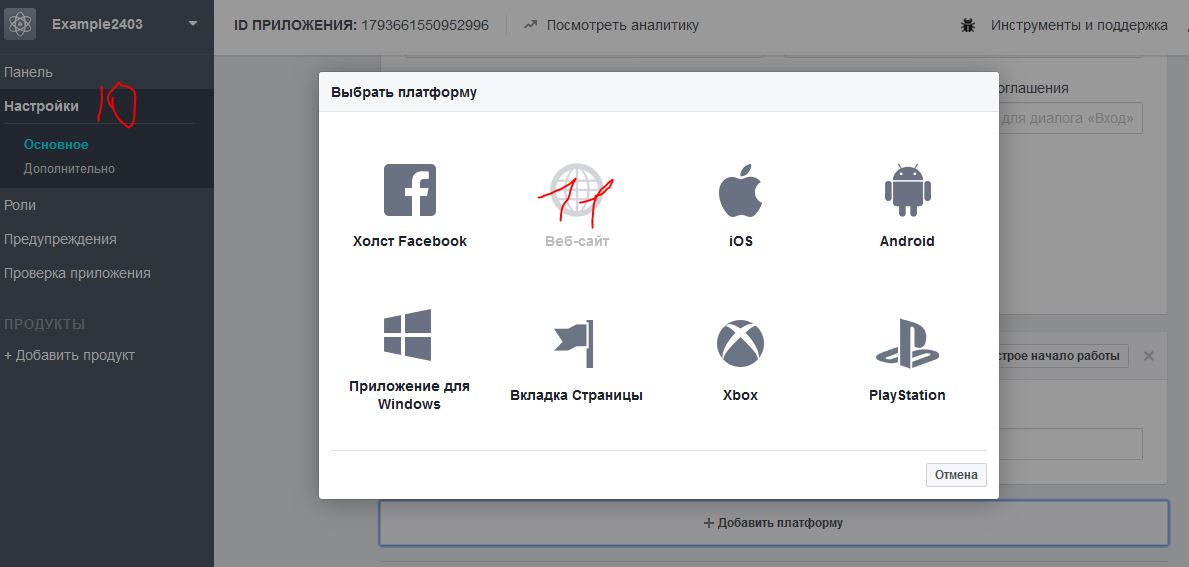 Example2403
ID ПРИЛОЖЕНИЯ: 1793661550952996
Посмотреть аналитику
Инструменты и поддержка
Панель
Настройки
10
Основное
Дополнительно
Роли
Предупреждения
Проверка приложения
ПРОДУКТЫ
+ Добавить продукт
Выбрать платформу
Холст Facebook
11
Веб-сайт
iOS
Android
Приложение для
Windows
Вкладка Страницы
Xbox
PlayStation
Отмена
оглашения
для диалога «Вход»
строе начало работы
+ Добавить платформу